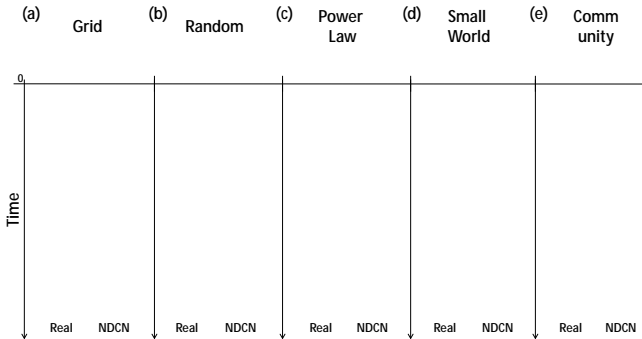 (a) Grid (b) Random (c) Power Law (d) Small World (e) Comm unity
0
Time
Real NDCN Real NDCN Real NDCN Real NDCN Real NDCN